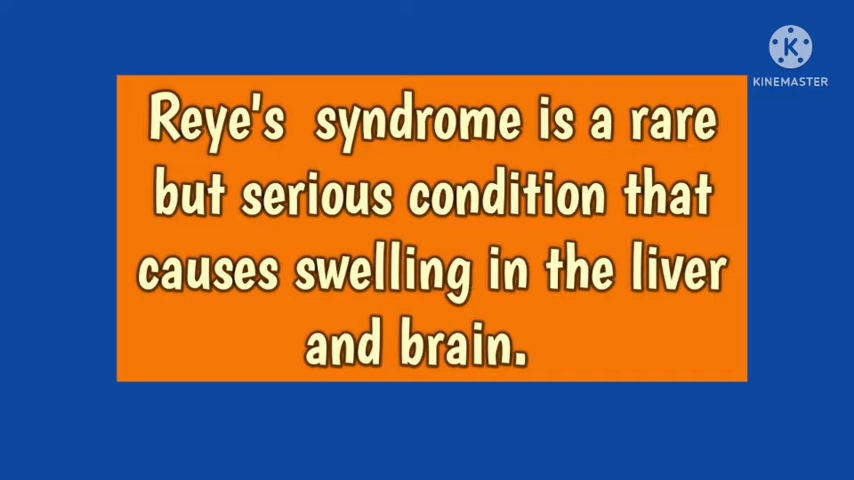 K
KINEMASTER
Reye's syndrome is a rare
but serious condition that
causes swelling in the liver
and brain.